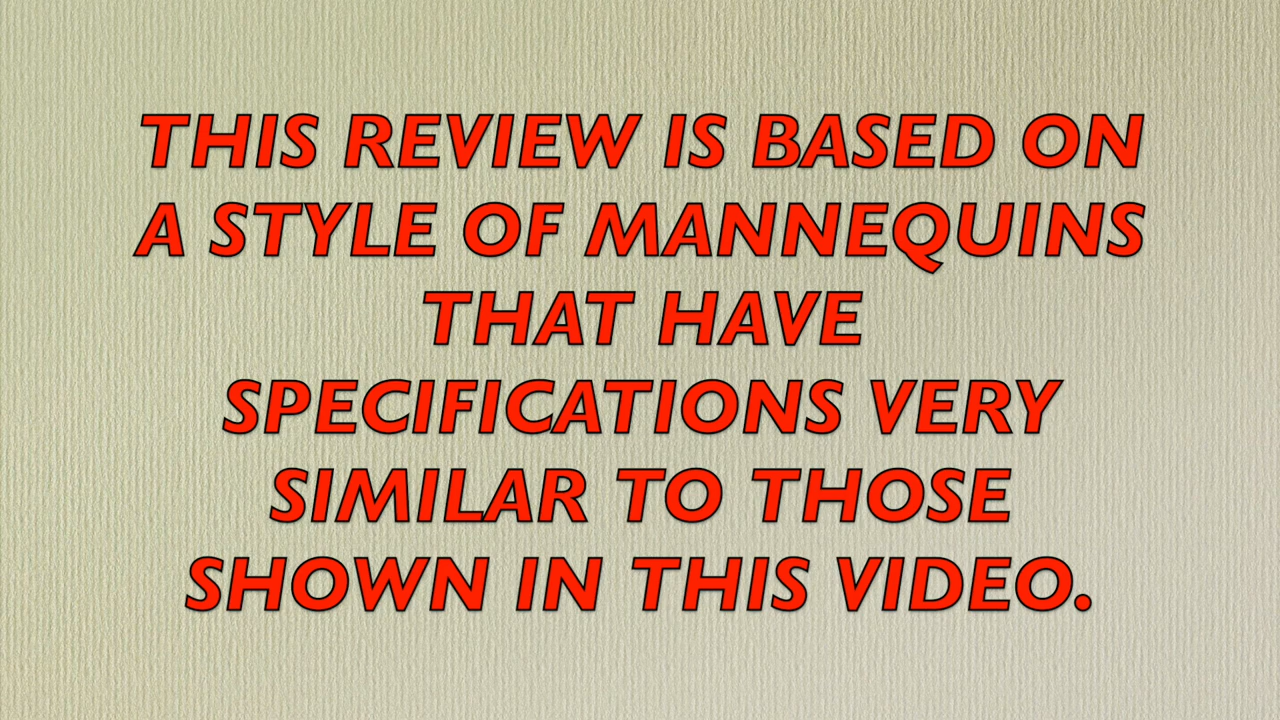 THIS REVIEW IS BASED ON
A STYLE OF MANNEQUINS
THAT HAVE
SPECIFICATIONS VERY
SIMILAR TO THOSE
SHOWN IN THIS VIDEO.